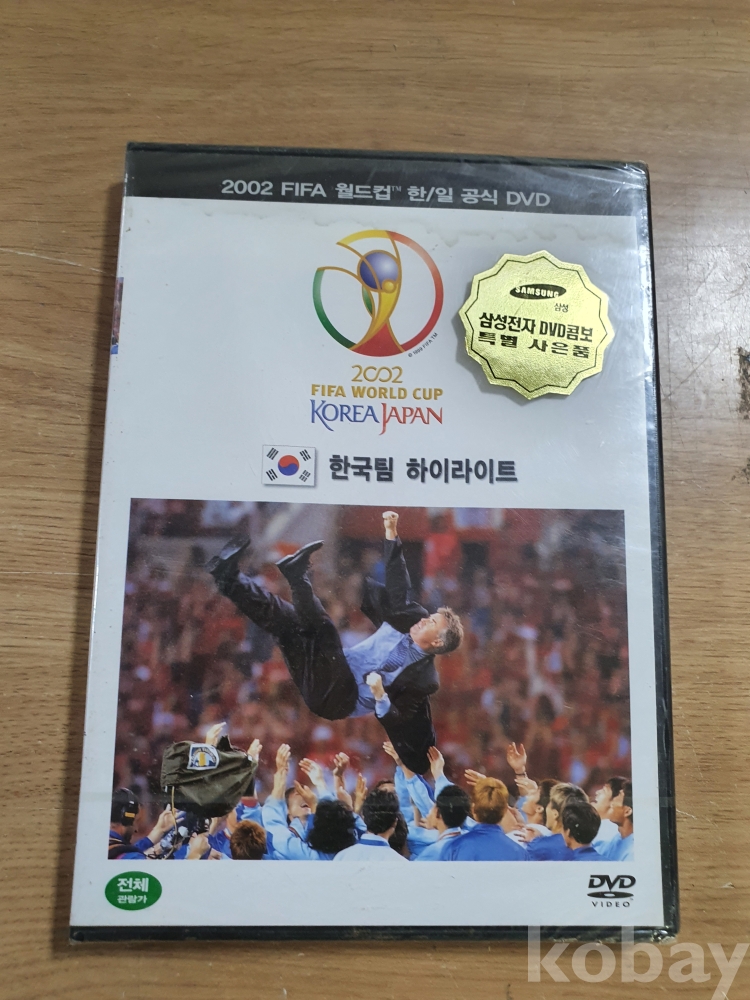 2002 FIFA 월드컵™ 한/일 공식 DVD
© 1999 FIFA™
2002
FIFA WORLD CUP
KOREA JAPAN
SAMSUNG
삼성
삼성전자 DVD콤보
특별 사은품
한국팀 하이라이트
전체
관람가
DVD
VIDEO
kobay